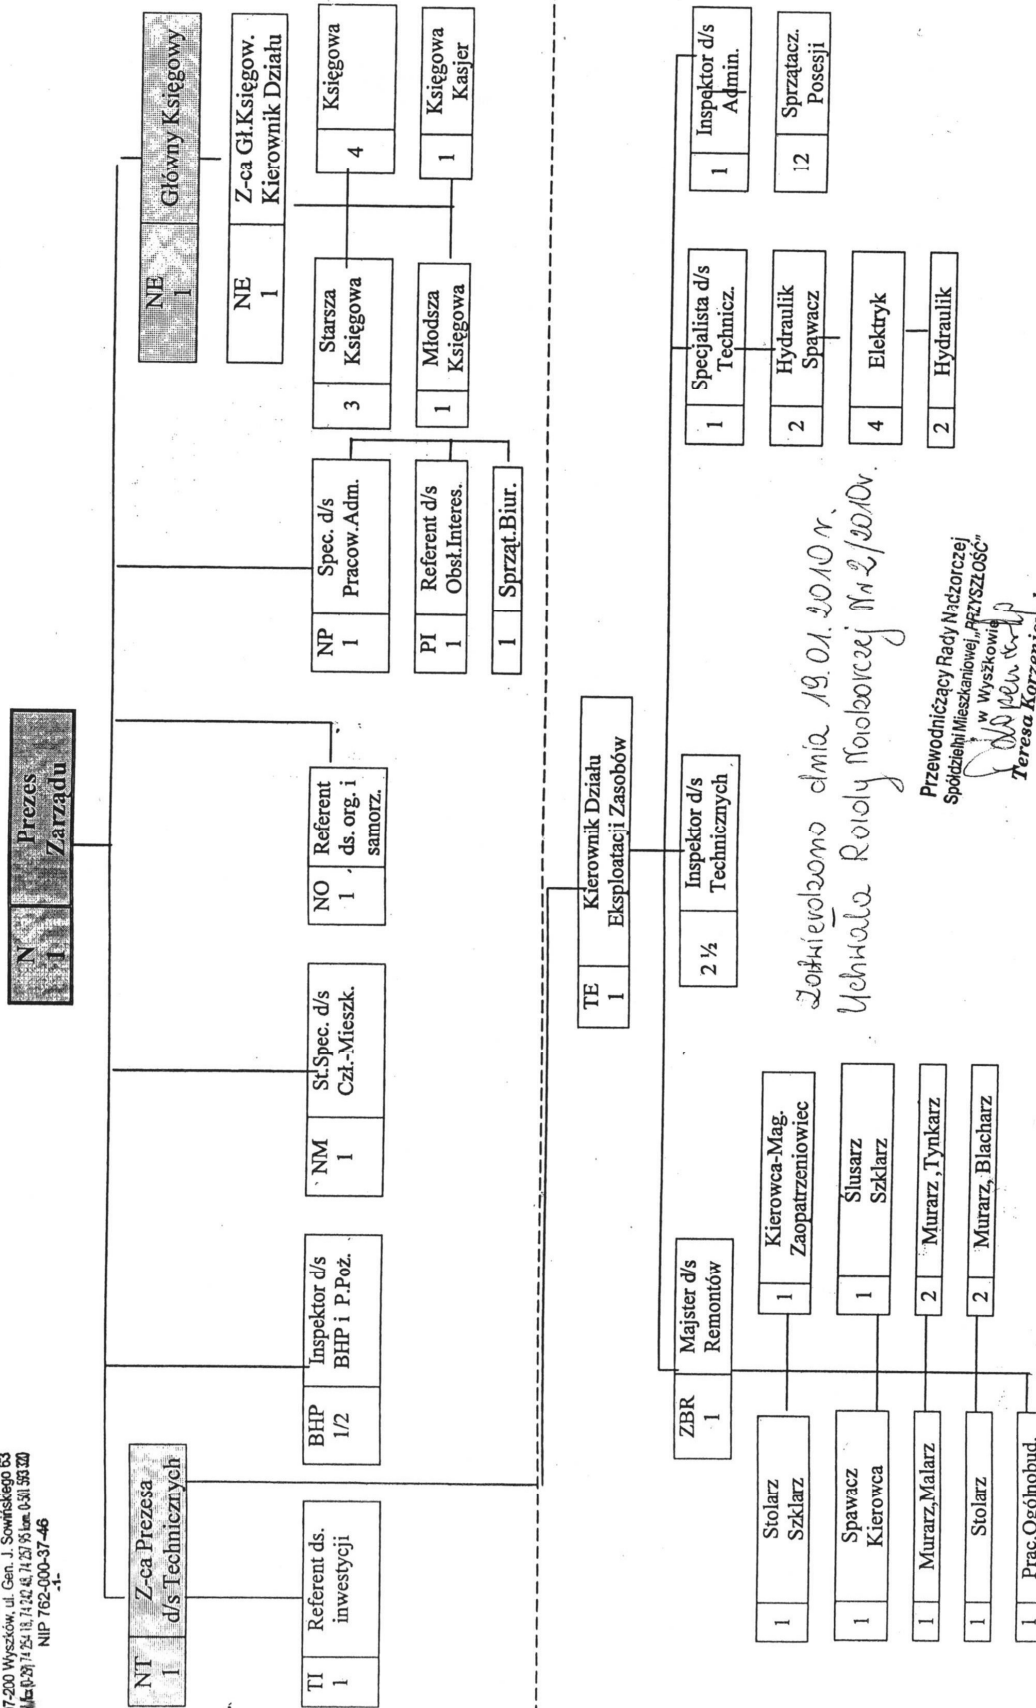 7-200 Wyszków, ul. Gen. J. Sowińskiego 63
NIP 762-000-37-46
-1-
N
1
Prezes
Zarządu
NT
1
Z-ca Prezesa
d/s Technicznych
NE
1
Główny Księgowy
NE
1
Z-ca Gł.Księgow.
Kierownik Działu
TI
1
Referent ds.
inwestycji
BHP
1/2
Inspektor d/s
BHP i P.Poż.
NM
1
St.Spec. d/s
Czł.-Mieszk.
NO
1
Referent
ds. org. i
samorz.
NP
1
Spec. d/s
Pracow.Adm.
3
Starsza
Księgowa
4
Księgowa
PI
1
Referent d/s
Obsł.Interes.
1
Młodsza
Księgowa
1
Księgowa
Kasjer
1
Sprząt.Biur.
TE
1
Kierownik Działu
Eksploatacji Zasobów
ZBR
1
Majster d/s
Remontów
2 ½
Inspektor d/s
Technicznych
1
Specjalista d/s
Technicz.
1
Inspektor d/s
Admin.
1
Stolarz
Szklarz
1
Kierowca-Mag.
Zaopatrzeniowiec
2
Hydraulik
Spawacz
12
Sprzątacz.
Posesji
1
Spawacz
Kierowca
1
Ślusarz
Szklarz
4
Elektryk
1
Murarz,Malarz
2
Murarz,Tynkarz
2
Hydraulik
1
Stolarz
2
Murarz, Blacharz
1
Prac.Ogólnobud.
Zatwierdzono dnia 19.01.2010r.
Uchwała Rady Nadzorczej Nr 2/2010r.
Przewodniczący Rady Nadzorczej
Spółdzielni Mieszkaniowej „PRZYSZŁOŚĆ"
w Wyszkowie
Teresa